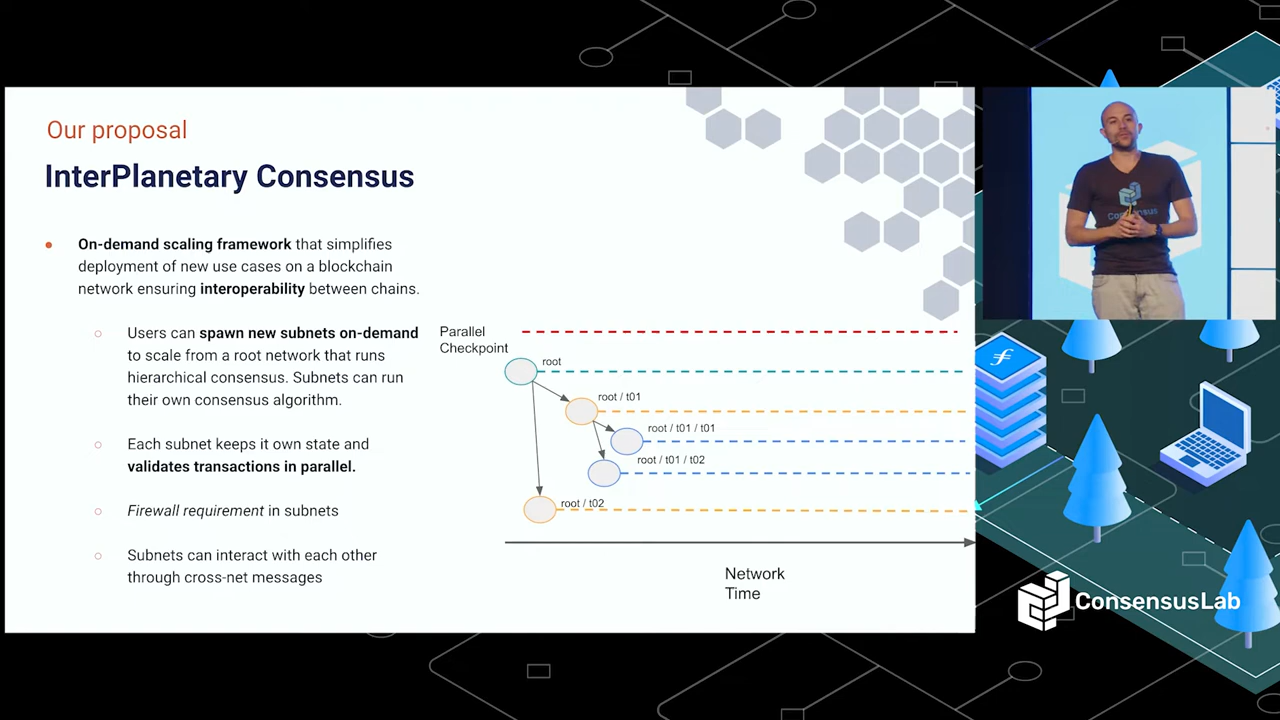 Our proposal
InterPlanetary Consensus
On-demand scaling framework that simplifies
deployment of new use cases on a blockchain
network ensuring interoperability between chains.
Users can spawn new subnets on-demand
to scale from a root network that runs
hierarchical consensus. Subnets can run
their own consensus algorithm.
Each subnet keeps it own state and
validates transactions in parallel.
Firewall requirement in subnets
Subnets can interact with each other
through cross-net messages
Parallel
Checkpoint
root
root / t01
root / t01 / t01
root / t01 / t02
root / t02
Network
Time
ConsensusLab